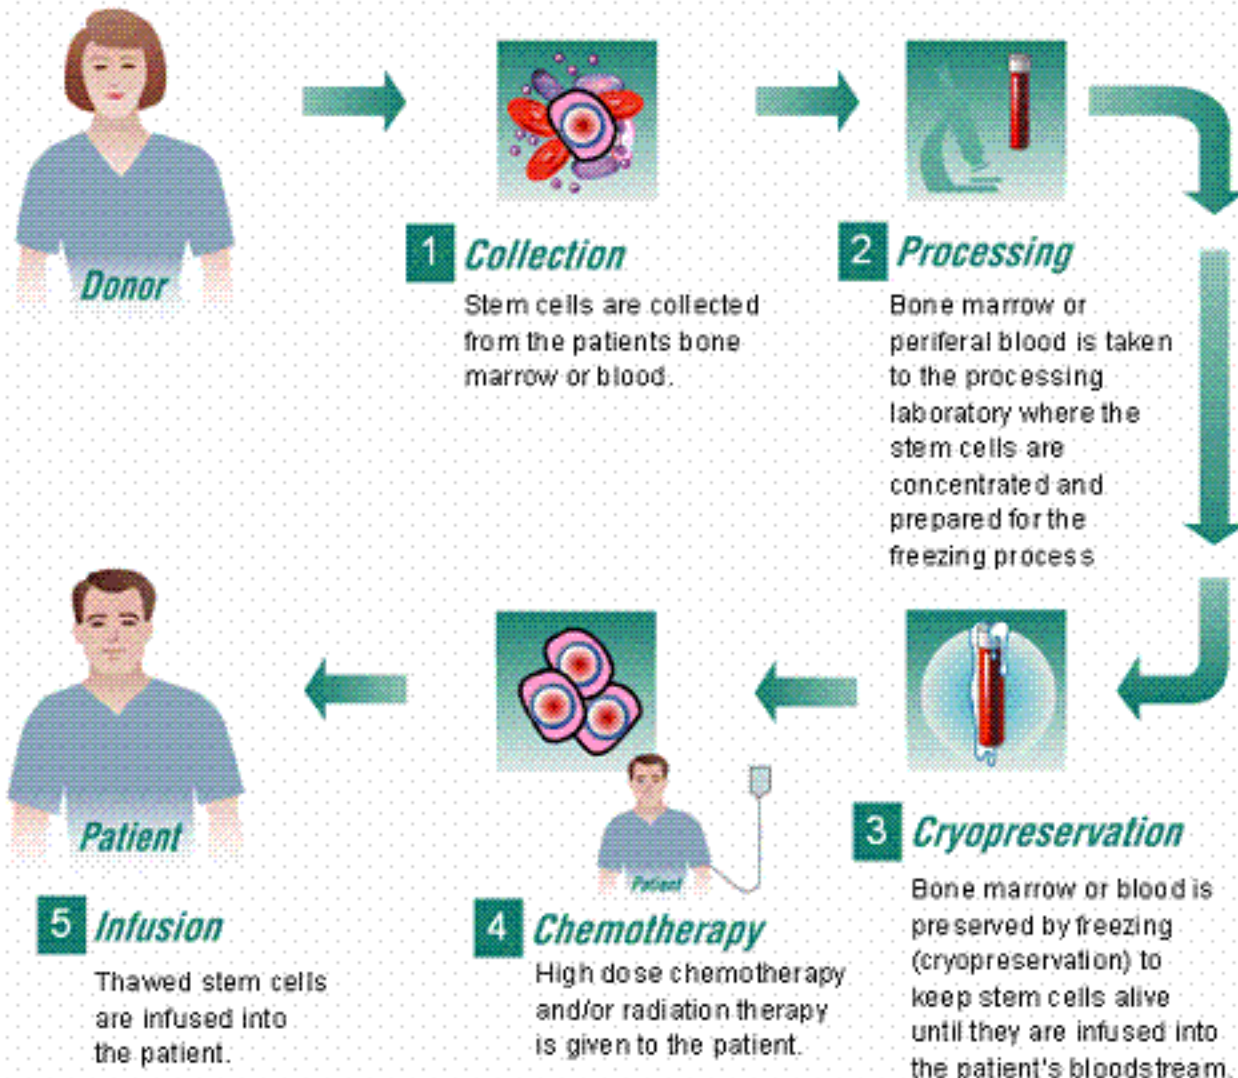 Donor
1 Collection
Stem cells are collected
from the patients bone
marrow or blood.
2 Processing
Bone marrow or
periferal blood is taken
to the processing
laboratory where the
stem cells are
concentrated and
prepared for the
freezing process
3 Cryopreservation
Bone marrow or blood is
preserved by freezing
(cryopreservation) to
keep stem cells alive
until they are infused into
the patient's bloodstream.
Patient
4 Chemotherapy
High dose chemotherapy
and/or radiation therapy
is given to the patient.
Patient
5 Infusion
Thawed stem cells
are infused into
the patient.